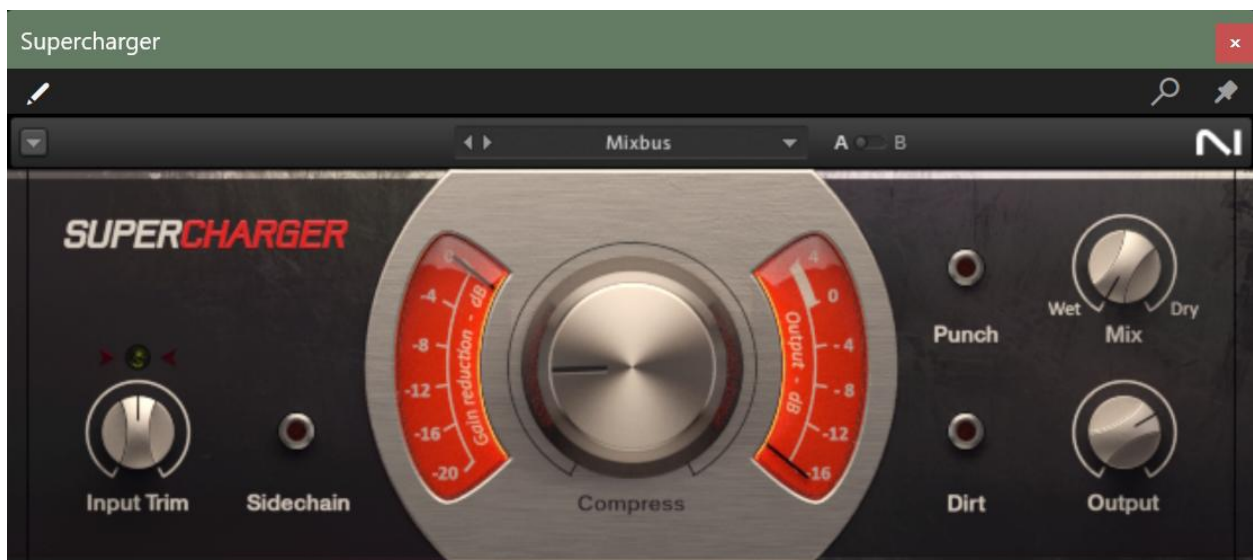 Supercharger
Mixbus
A B
SUPERCHARGER
0
-4
-8
-12
-16
-20
Gain reduction - dB
Compress
4
0
-4
-8
-12
-16
Output - dB
Punch
Wet Dry
Mix
Input Trim
Sidechain
Dirt
Output